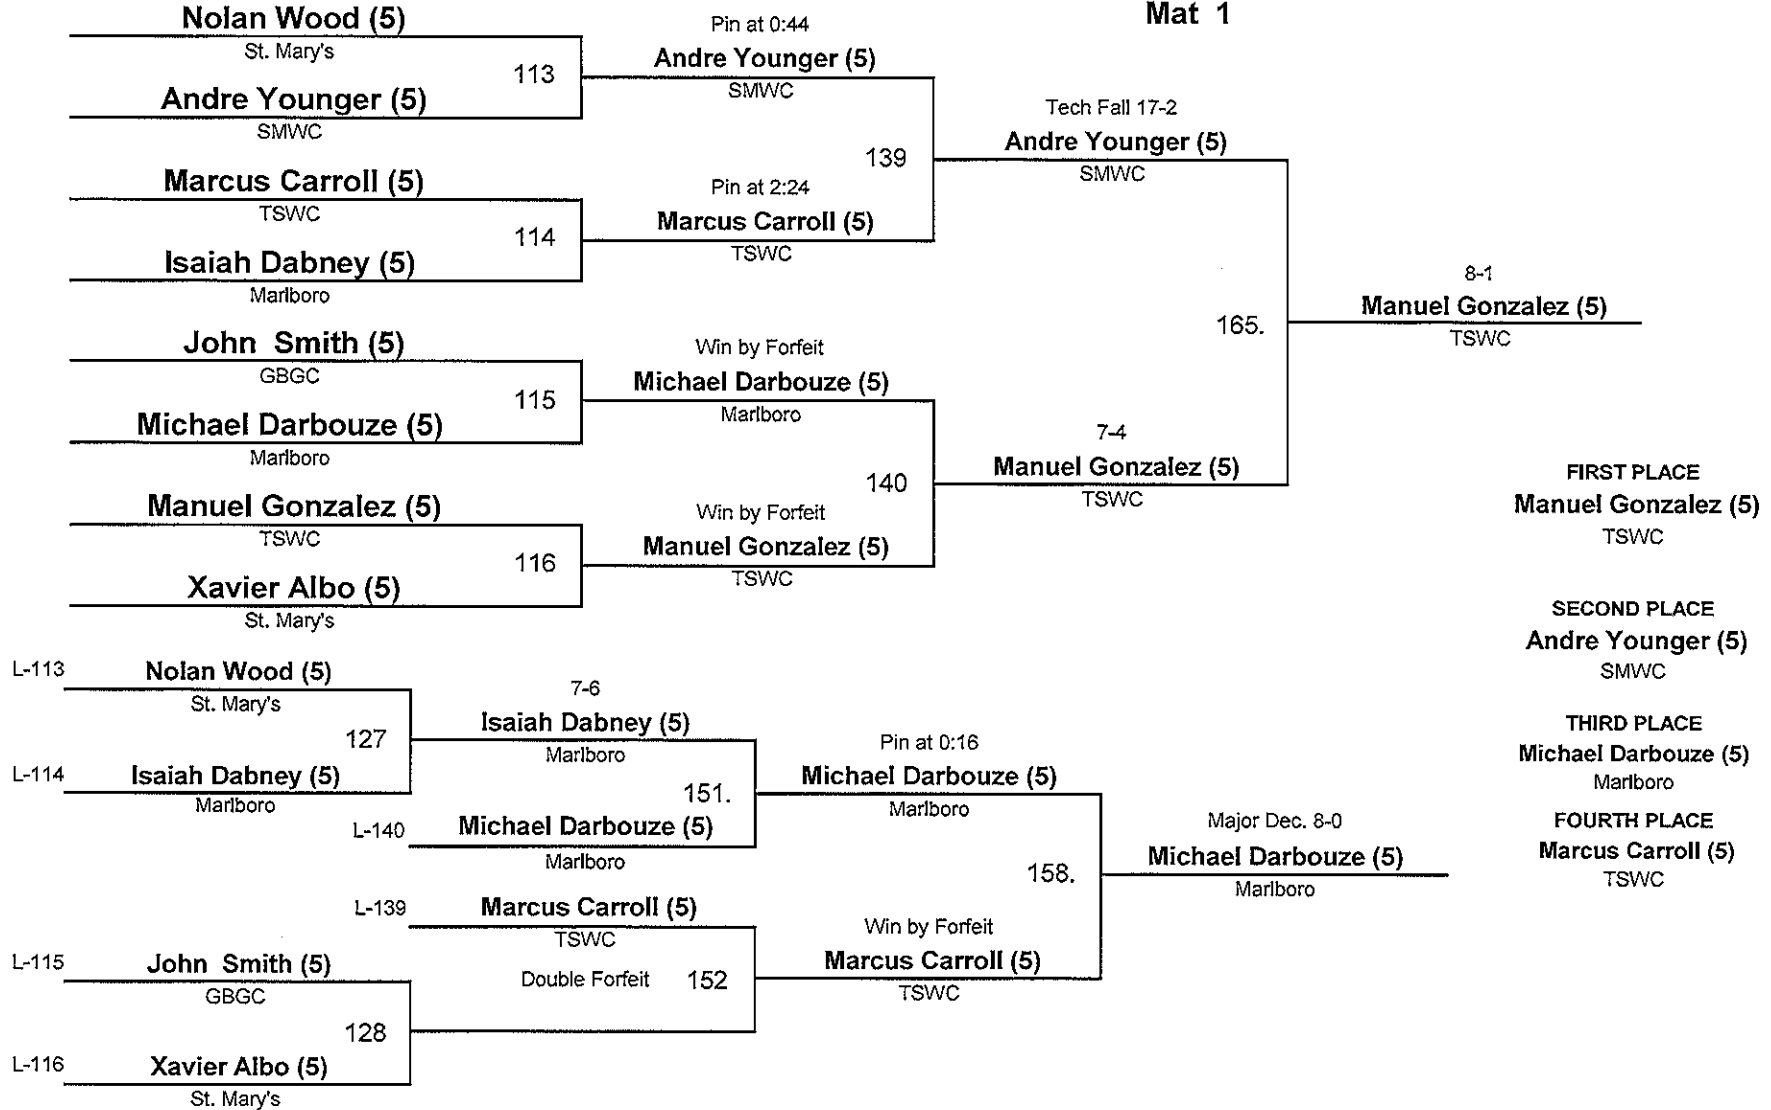 Mat 1
Nolan Wood (5)
St. Mary's
113
Andre Younger (5)
SMWC
Marcus Carroll (5)
TSWC
114
Isaiah Dabney (5)
Marlboro
John Smith (5)
GBGC
115
Michael Darbouze (5)
Marlboro
Manuel Gonzalez (5)
TSWC
116
Xavier Albo (5)
St. Mary's
Pin at 0:44
Andre Younger (5)
SMWC
139
Pin at 2:24
Marcus Carroll (5)
TSWC
Win by Forfeit
Michael Darbouze (5)
Marlboro
140
Win by Forfeit
Manuel Gonzalez (5)
TSWC
Tech Fall 17-2
Andre Younger (5)
SMWC
165.
7-4
Manuel Gonzalez (5)
TSWC
8-1
Manuel Gonzalez (5)
TSWC
FIRST PLACE
Manuel Gonzalez (5)
TSWC
SECOND PLACE
Andre Younger (5)
SMWC
THIRD PLACE
Michael Darbouze (5)
Marlboro
FOURTH PLACE
Marcus Carroll (5)
TSWC
L-113
Nolan Wood (5)
St. Mary's
127
L-114
Isaiah Dabney (5)
Marlboro
7-6
Isaiah Dabney (5)
Marlboro
151.
L-140
Michael Darbouze (5)
Marlboro
L-139
Marcus Carroll (5)
TSWC
Double Forfeit
152
L-115
John Smith (5)
GBGC
128
L-116
Xavier Albo (5)
St. Mary's
Pin at 0:16
Michael Darbouze (5)
Marlboro
158.
Win by Forfeit
Marcus Carroll (5)
TSWC
Major Dec. 8-0
Michael Darbouze (5)
Marlboro